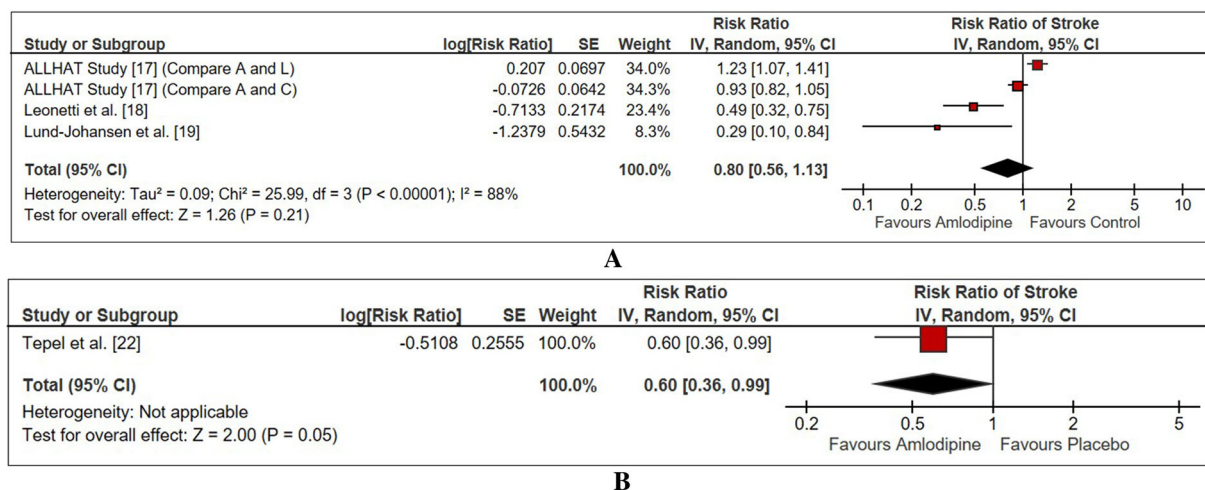 Risk Ratio Risk Ratio of Stroke
Study or Subgroup log[Risk Ratio] SE Weight IV, Random, 95% CI IV, Random, 95% CI
ALLHAT Study [17] (Compare A and L) 0.207 0.0697 34.0% 1.23 [1.07, 1.41]
ALLHAT Study [17] (Compare A and C) -0.0726 0.0642 34.3% 0.93 [0.82, 1.05]
Leonetti et al. [18] -0.7133 0.2174 23.4% 0.49 [0.32, 0.75]
Lund-Johansen et al. [19] -1.2379 0.5432 8.3% 0.29 [0.10, 0.84]
Total (95% CI) 100.0% 0.80 [0.56, 1.13]
Heterogeneity: Tau² = 0.09; Chi² = 25.99, df = 3 (P < 0.00001); I² = 88%
Test for overall effect: Z = 1.26 (P = 0.21)
0.1 0.2 0.5 1 2 5 10
Favours Amlodipine Favours Control
A
Risk Ratio Risk Ratio of Stroke
Study or Subgroup log[Risk Ratio] SE Weight IV, Random, 95% CI IV, Random, 95% CI
Tepel et al. [22] -0.5108 0.2555 100.0% 0.60 [0.36, 0.99]
Total (95% CI) 100.0% 0.60 [0.36, 0.99]
Heterogeneity: Not applicable
Test for overall effect: Z = 2.00 (P = 0.05)
0.2 0.5 1 2 5
Favours Amlodipine Favours Placebo
B